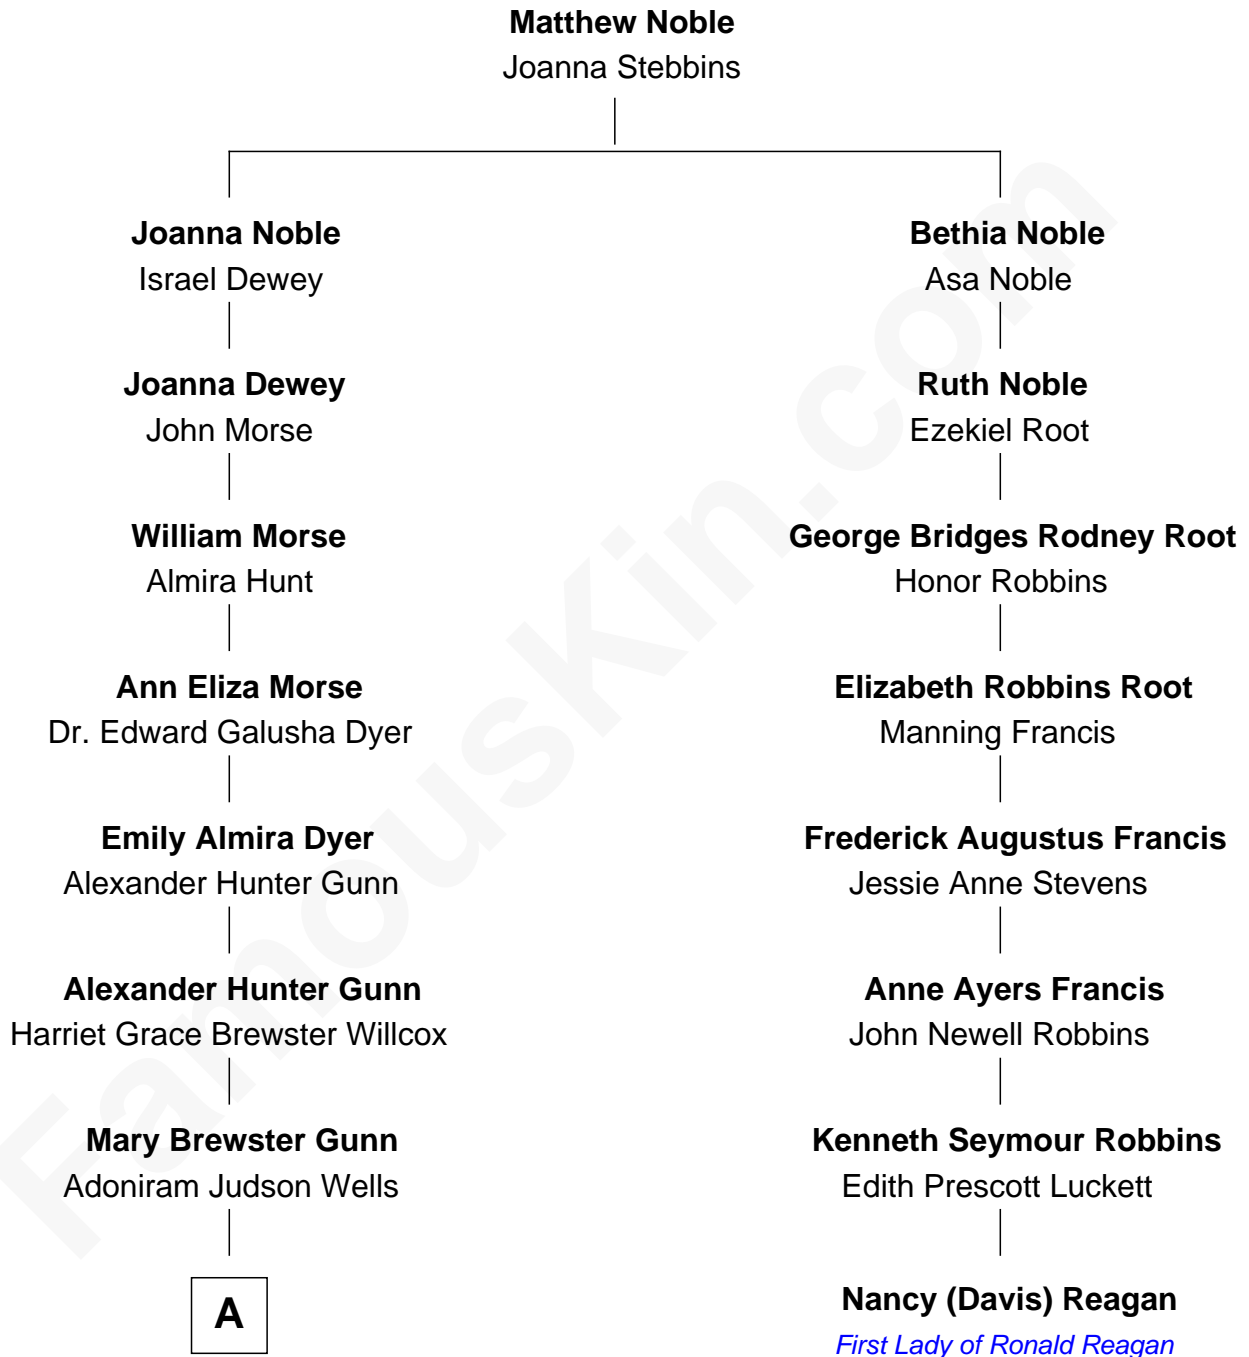 Matthew Noble
Joanna Stebbins
Joanna Noble
Israel Dewey
Bethia Noble
Asa Noble
Joanna Dewey
John Morse
Ruth Noble
Ezekiel Root
William Morse
Almira Hunt
George Bridges Rodney Root
Honor Robbins
Ann Eliza Morse
Dr. Edward Galusha Dyer
Elizabeth Robbins Root
Manning Francis
Emily Almira Dyer
Alexander Hunter Gunn
Frederick Augustus Francis
Jessie Anne Stevens
Alexander Hunter Gunn
Harriet Grace Brewster Willcox
Anne Ayers Francis
John Newell Robbins
Mary Brewster Gunn
Adoniram Judson Wells
Kenneth Seymour Robbins
Edith Prescott Luckett
A
Nancy (Davis) Reagan
First Lady of Ronald Reagan
FamousKin.com